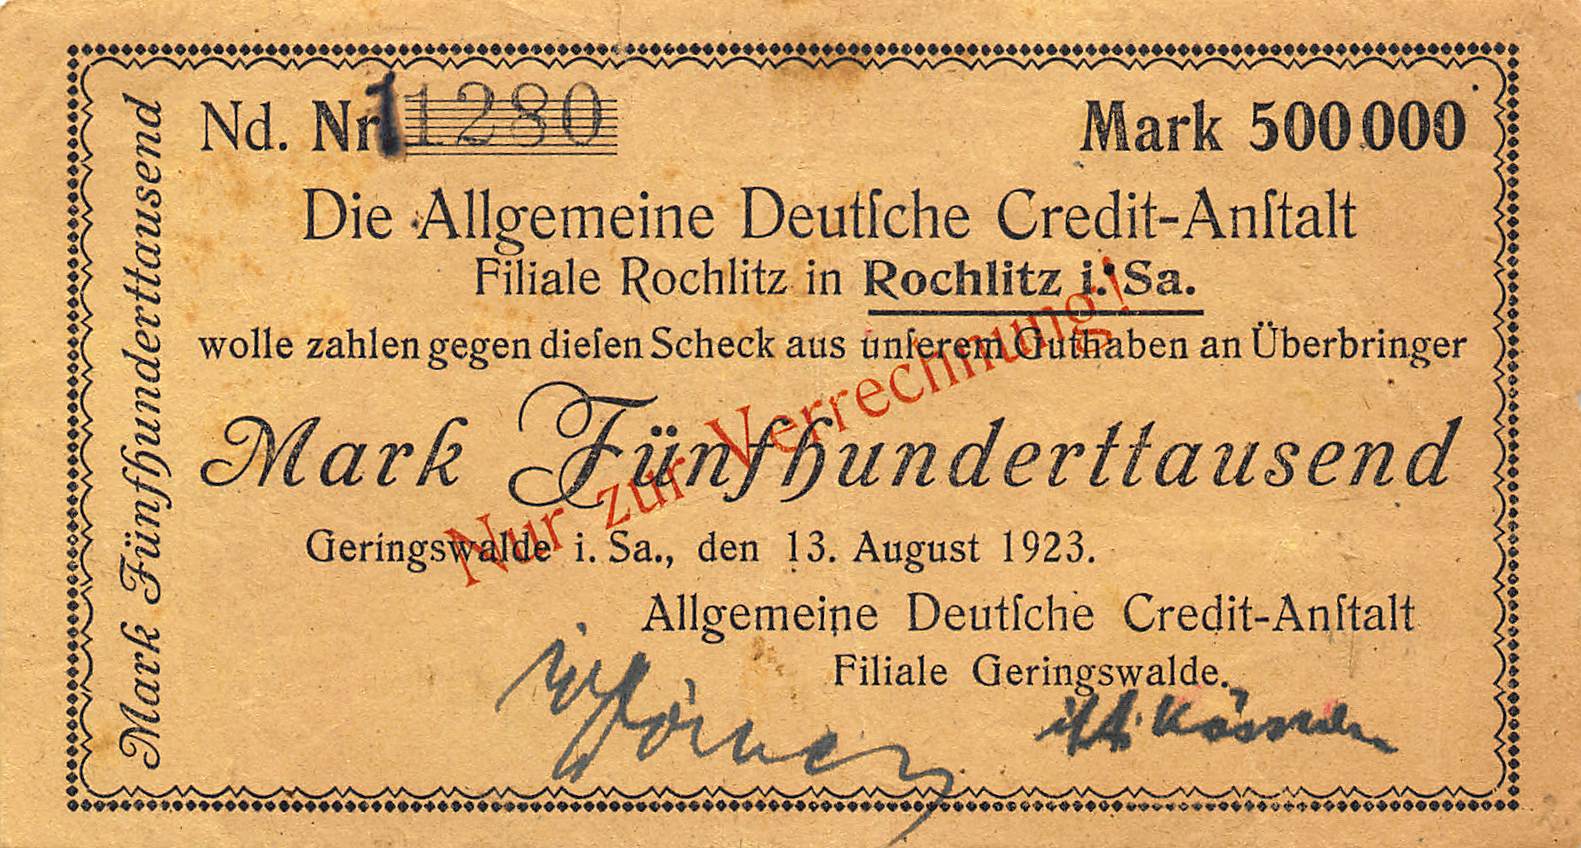 Mark Fünfhunderttausend
Nd. Nr 11280
Mark 500000
Die Allgemeine Deutſche Credit-Anſtalt
Filiale Rochlitz in Rochlitz i. Sa.
wolle zahlen gegen dieſen Scheck aus unſerem Guthaben an Überbringer
Mark Fünfhunderttausend
Nur zur Verrechnung!
Geringswalde i. Sa., den 13. August 1923.
Allgemeine Deutſche Credit-Anſtalt
Filiale Geringswalde.